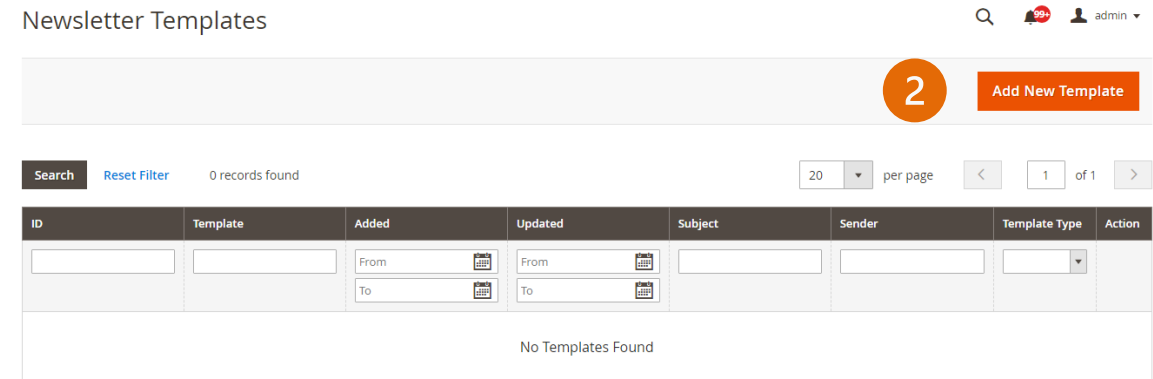 Newsletter Templates
99+ admin
2 Add New Template
Search Reset Filter 0 records found 20 per page 1 of 1
ID Template Added Updated Subject Sender Template Type Action
From From
To To
No Templates Found